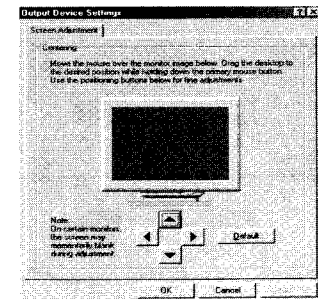 Output Device Settings
Screen Adjustment
Centering
Move the mouse over the monitor image below. Drag the desktop to
the desired position while holding down the primary mouse button.
Use the positioning buttons below for fine adjustments.
Note:
On certain monitors
the screen may
momentarily blank
during adjustment.
Default
OK
Cancel